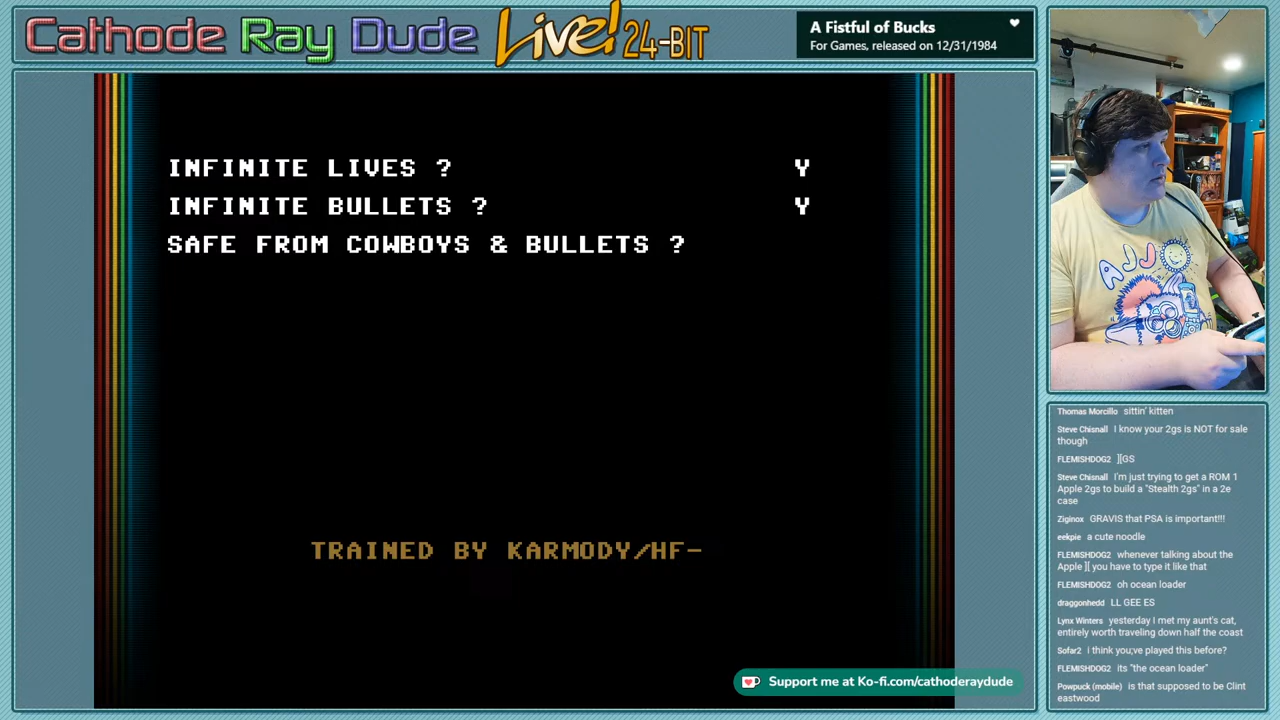 Cathode Ray Dude Live! 24-BIT
A Fistful of Bucks
For Games, released on 12/31/1984
INFINITE LIVES ? Y
INFINITE BULLETS ? Y
SAFE FROM COWBOYS & BULLETS ?
TRAINED BY KARMODY/HF-
Support me at Ko-fi.com/cathoderaydude
AJJ
Thomas Morcillo sittin' kitten
Steve Chisnall I know your 2gs is NOT for sale
though
FLEMISHDOG2 ][GS
Steve Chisnall I'm just trying to get a ROM 1
Apple 2gs to build a "Stealth 2gs" in a 2e
case
Ziginox GRAVIS that PSA is important!!!
eekpie a cute noodle
FLEMISHDOG2 whenever talking about the
Apple ][ you have to type it like that
FLEMISHDOG2 oh ocean loader
draggonhedd LL GEE ES
Lynx Winters yesterday I met my aunt's cat,
entirely worth traveling down half the coast
Sofar2 i think you;ve played this before?
FLEMISHDOG2 its "the ocean loader"
Powpuck (mobile) is that supposed to be Clint
eastwood